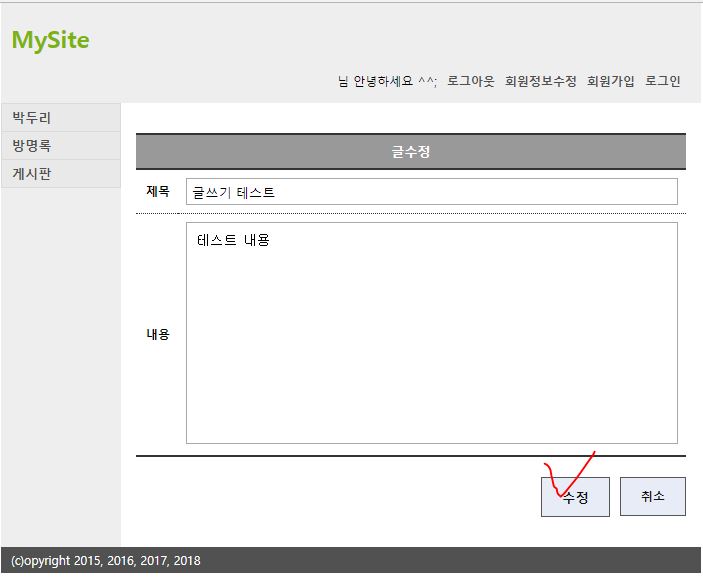 MySite
님 안녕하세요 ^^; 로그아웃 회원정보수정 회원가입 로그인
박두리
방명록
게시판
글수정
제목 글쓰기 테스트
테스트 내용
내용
수정 취소
(c)opyright 2015, 2016, 2017, 2018